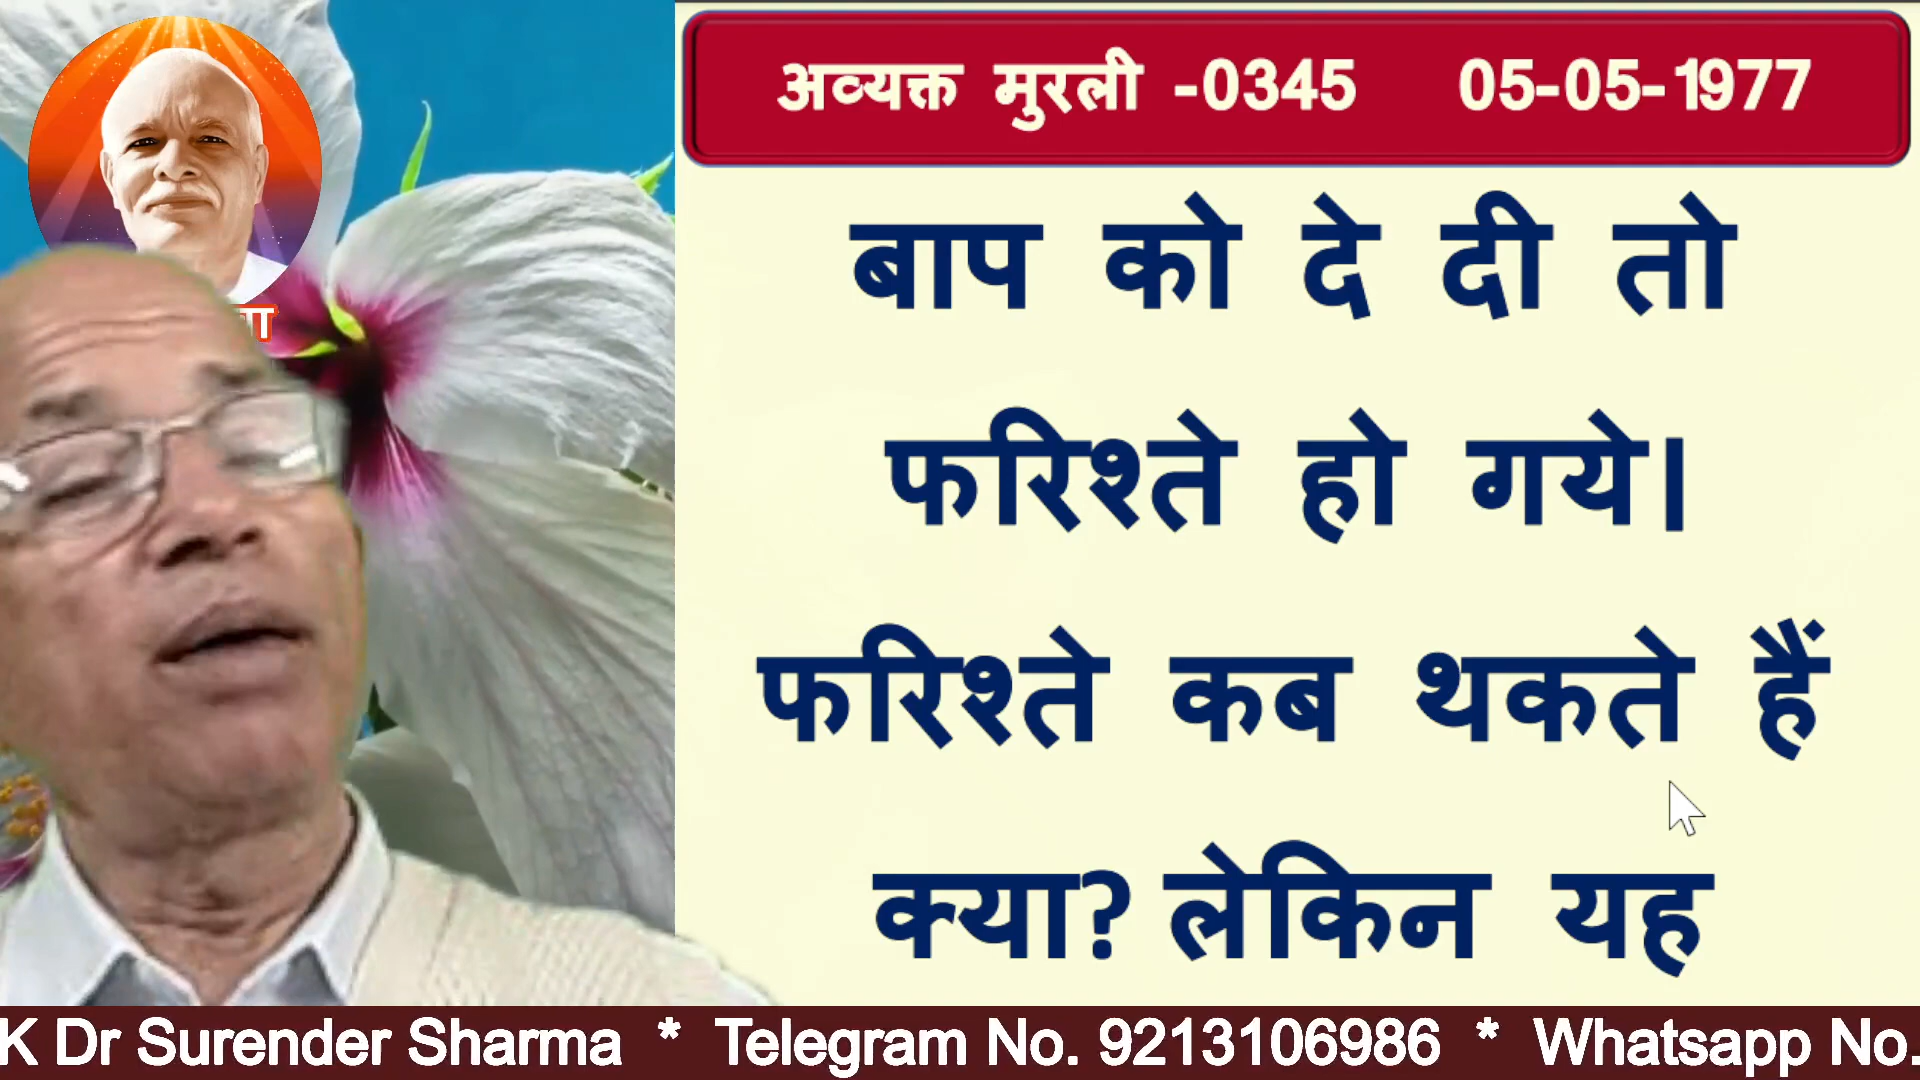 अव्यक्त मुरली -0345 05-05-1977
बाप को दे दी तो
फरिश्ते हो गये।
फरिश्ते कब थकते हैं
क्या? लेकिन यह
K Dr Surender Sharma * Telegram No. 9213106986 * Whatsapp No.